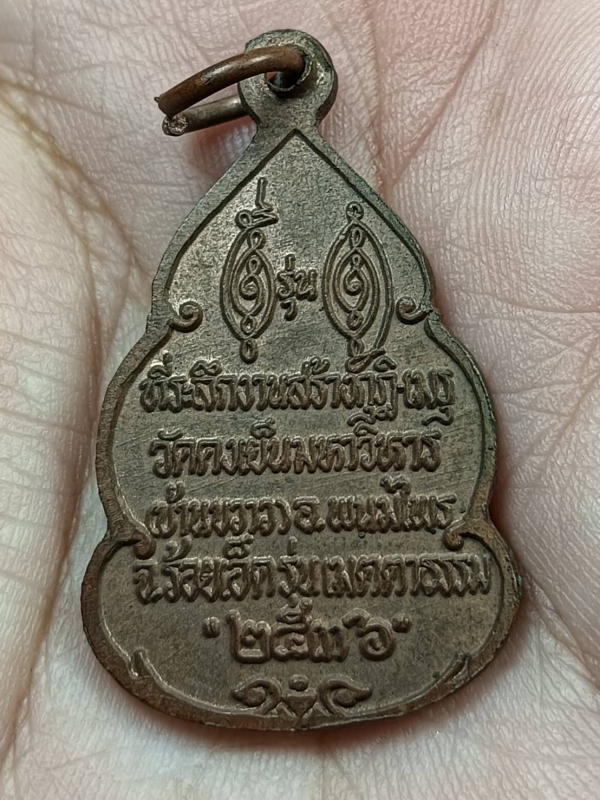 รุ่น
ที่ระลึกงานสร้างกุฏิ-เมรุ
วัดดงเย็นมหาวิหาร
บ้านขวาว อ.พนมไพร
จ.ร้อยเอ็ด รุ่นเมตตาธรรม
"๒๕๓๖"